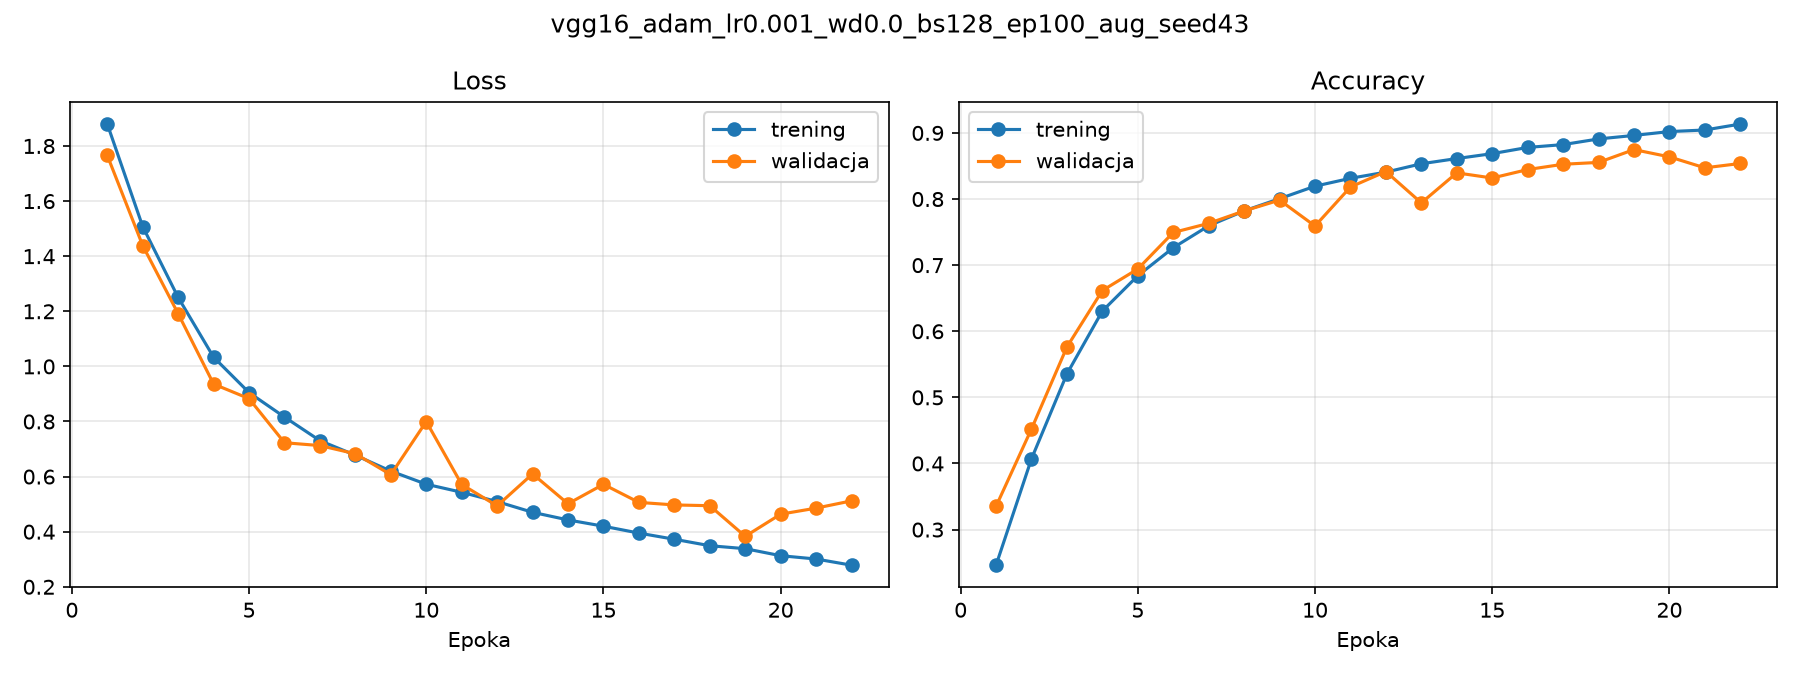 vgg16_adam_lr0.001_wd0.0_bs128_ep100_aug_seed43
Loss
trening
walidacja
1.8
1.6
1.4
1.2
1.0
0.8
0.6
0.4
0.2
0 5 10 15 20
Epoka
Accuracy
trening
walidacja
0.9
0.8
0.7
0.6
0.5
0.4
0.3
0 5 10 15 20
Epoka